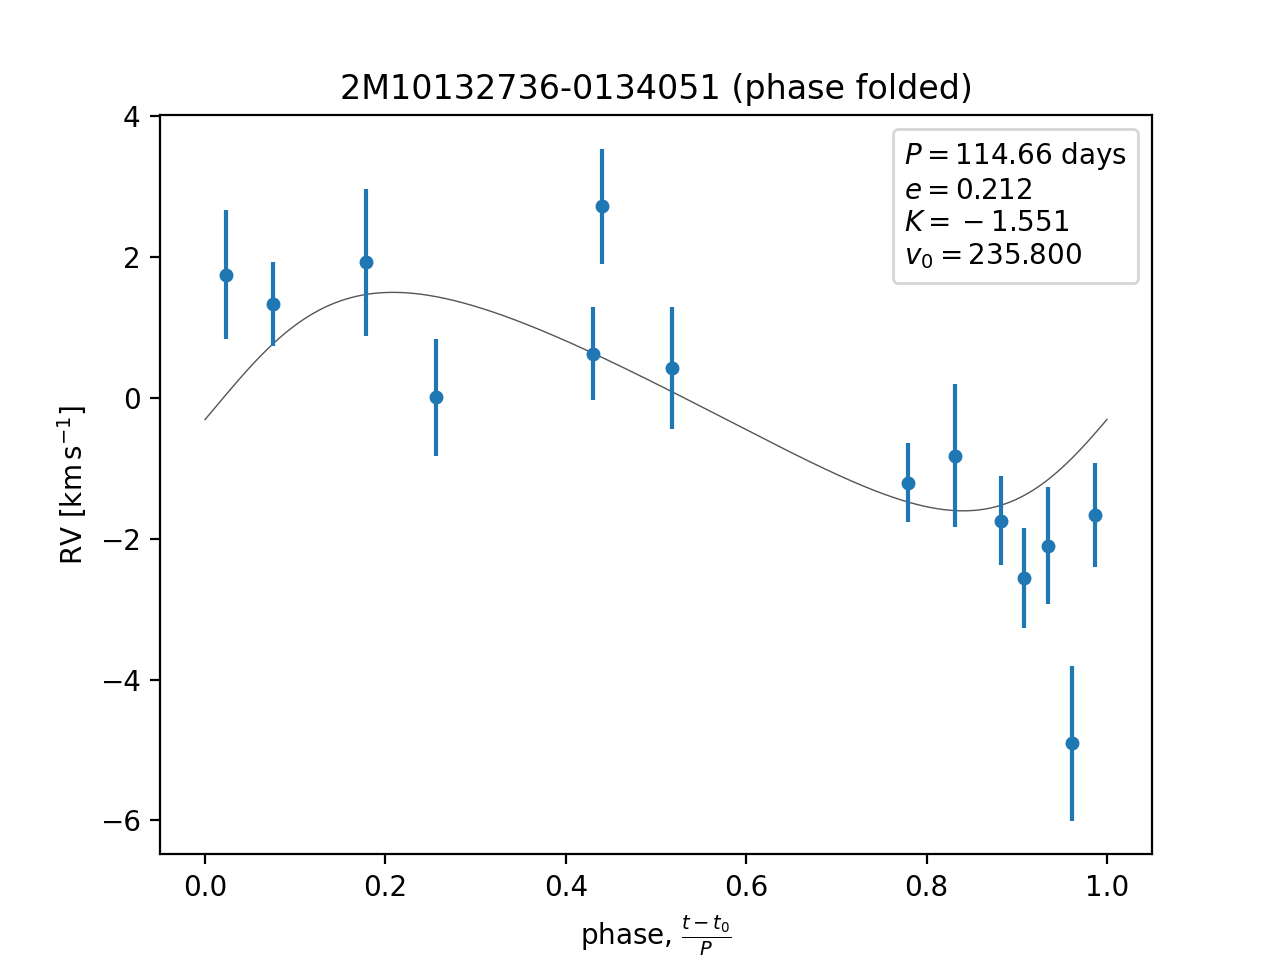 2M10132736-0134051 (phase folded)
P = 114.66 days
e = 0.212
K = −1.551
v₀ = 235.800
4
2
0
−2
−4
−6
RV [km s⁻¹]
0.0 0.2 0.4 0.6 0.8 1.0
phase, (t − t₀)/P